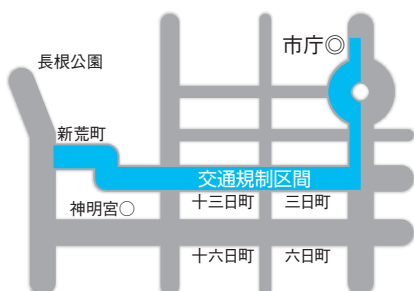 市庁◎
長根公園
新荒町
交通規制区間
神明宮○
十三日町
三日町
十六日町
六日町